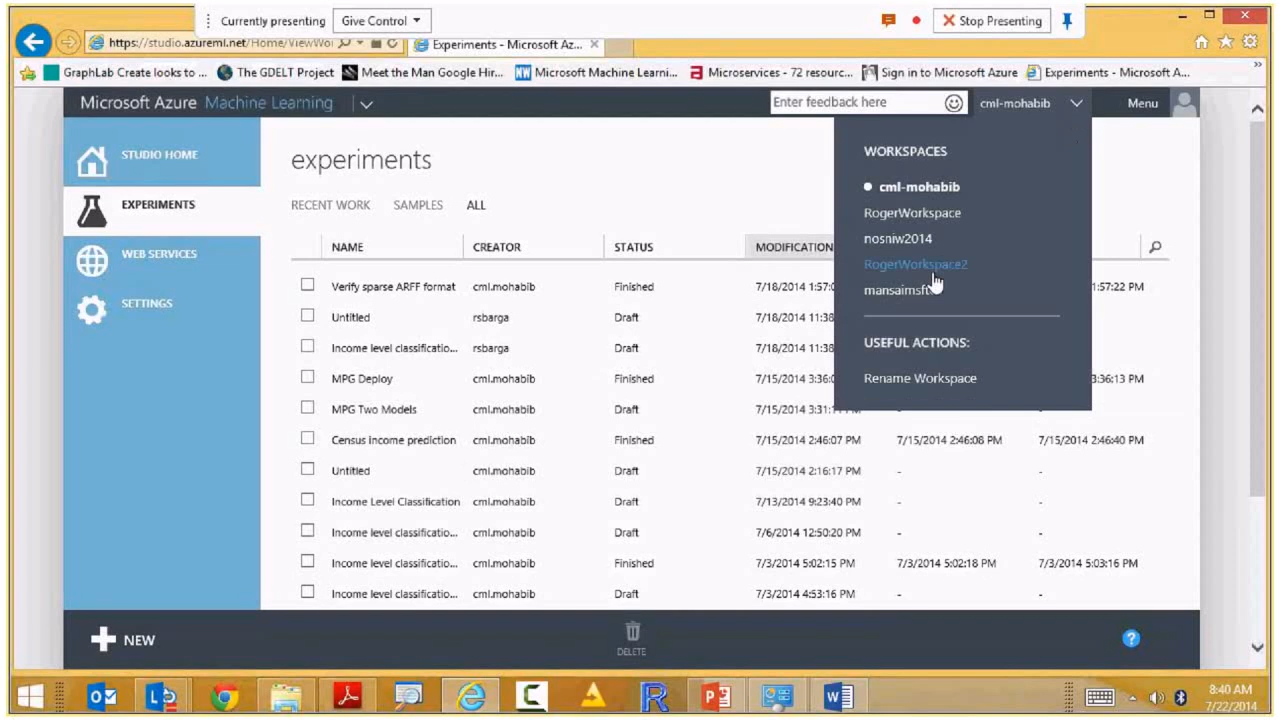 Currently presenting Give Control Stop Presenting
https://studio.azureml.net/Home/ViewWor Experiments - Microsoft Az...
GraphLab Create looks to ... The GDELT Project Meet the Man Google Hir... Microsoft Machine Learni... Microservices - 72 resourc... Sign in to Microsoft Azure Experiments - Microsoft A...
Microsoft Azure Machine Learning Enter feedback here cml-mohabib Menu
STUDIO HOME
EXPERIMENTS
WEB SERVICES
SETTINGS
experiments
RECENT WORK SAMPLES ALL
WORKSPACES
cml-mohabib
RogerWorkspace
nosniw2014
RogerWorkspace2
mansaimsft
USEFUL ACTIONS:
Rename Workspace
NAME CREATOR STATUS MODIFICATION
Verify sparse ARFF format cml.mohabib Finished 7/18/2014 1:57:0 1:57:22 PM
Untitled rsbarga Draft 7/18/2014 11:38
Income level classificatio... rsbarga Draft 7/18/2014 11:38
MPG Deploy cml.mohabib Finished 7/15/2014 3:36:0 3:36:13 PM
MPG Two Models cml.mohabib Draft 7/15/2014 3:31:11 PM - -
Census income prediction cml.mohabib Finished 7/15/2014 2:46:07 PM 7/15/2014 2:46:08 PM 7/15/2014 2:46:40 PM
Untitled cml.mohabib Draft 7/15/2014 2:16:17 PM - -
Income Level Classification cml.mohabib Draft 7/13/2014 9:23:40 PM - -
Income level classificatio... cml.mohabib Draft 7/6/2014 12:50:20 PM - -
Income level classificatio... cml.mohabib Finished 7/3/2014 5:02:15 PM 7/3/2014 5:02:18 PM 7/3/2014 5:03:16 PM
Income level classificatio... cml.mohabib Draft 7/3/2014 4:53:16 PM - -
NEW
DELETE
8:40 AM
7/22/2014